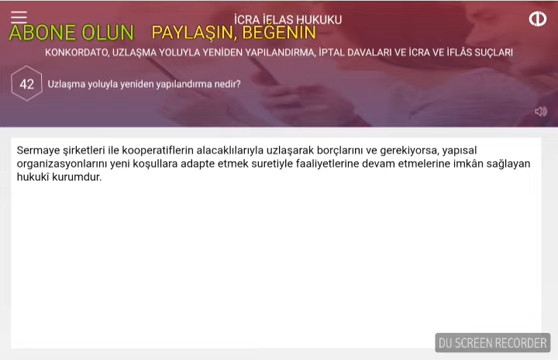 İCRA İFLAS HUKUKU
ABONE OLUN PAYLAŞIN, BEĞENİN
KONKORDATO, UZLAŞMA YOLUYLA YENİDEN YAPILANDIRMA, İPTAL DAVALARI VE İCRA VE İFLÂS SUÇLARI
42 Uzlaşma yoluyla yeniden yapılandırma nedir?
Sermaye şirketleri ile kooperatiflerin alacaklılarıyla uzlaşarak borçlarını ve gerekiyorsa, yapısal
organizasyonlarını yeni koşullara adapte etmek suretiyle faaliyetlerine devam etmelerine imkân sağlayan
hukukî kurumdur.
DU SCREEN RECORDER